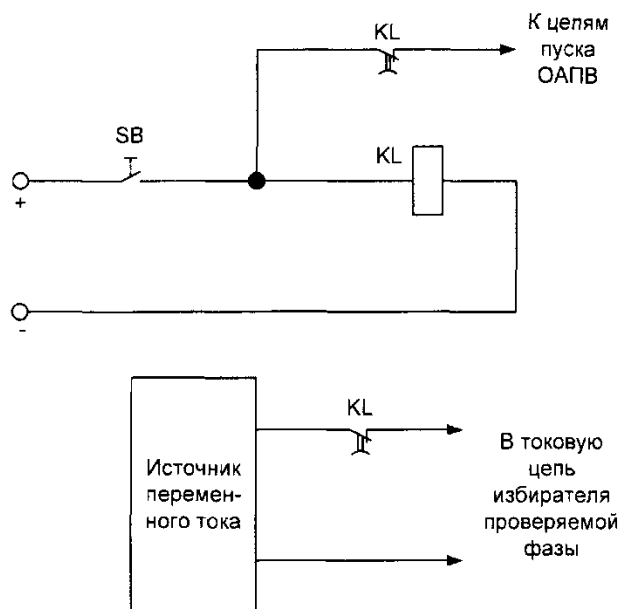 KL
К целям
пуска
ОАПВ
SB
KL
+
-
KL
Источник
перемен-
ного тока
В токовую
цепь
избирателя
проверяемой
фазы